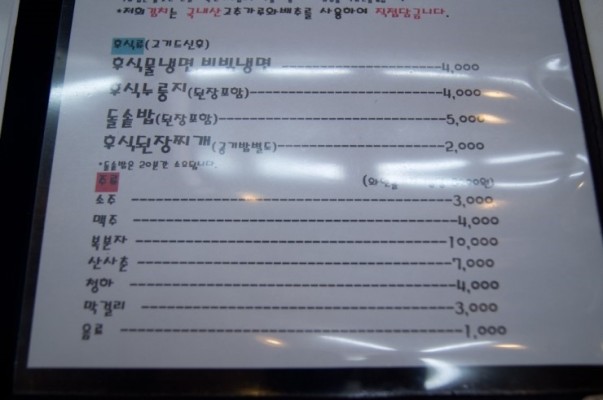 *저희김치는 국내산고추가루와배추를 사용하여 직접담급니다.
후식류(고기드신후)
후식물냉면, 비빔냉면 ---------------------4,000
후식누룽지(된장포함)------------------------4,000
돌솥밥(된장포함)---------------------------5,000
후식된장찌개(공기밥별도)---------------------2,000
*돌솥밥은 20분간 소요됩니다.
주류
소주 ------------------------------------3,000
맥주 ------------------------------------4,000
복분자 ----------------------------------10,000
산사춘 -----------------------------------7,000
청하 ------------------------------------4,000
막걸리 ----------------------------------3,000
음료 ------------------------------------1,000